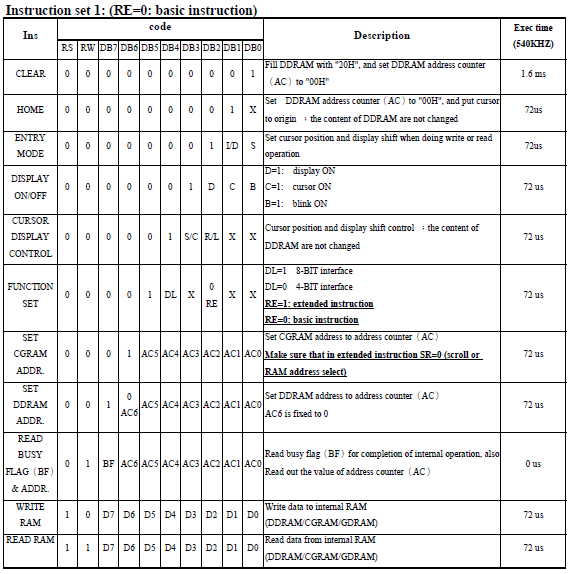 Instruction set 1: (RE=0: basic instruction)
Ins code Description Exec time (540KHZ)
RS RW DB7 DB6 DB5 DB4 DB3 DB2 DB1 DB0
CLEAR 0 0 0 0 0 0 0 0 0 1 Fill DDRAM with "20H", and set DDRAM address counter (AC) to "00H" 1.6 ms
HOME 0 0 0 0 0 0 0 0 1 X Set DDRAM address counter (AC) to "00H", and put cursor to origin ；the content of DDRAM are not changed 72us
ENTRY MODE 0 0 0 0 0 0 0 1 I/D S Set cursor position and display shift when doing write or read operation 72us
DISPLAY ON/OFF 0 0 0 0 0 0 1 D C B D=1: display ON
C=1: cursor ON
B=1: blink ON 72 us
CURSOR DISPLAY CONTROL 0 0 0 0 0 1 S/C R/L X X Cursor position and display shift control ；the content of DDRAM are not changed 72 us
FUNCTION SET 0 0 0 0 1 DL X 0 RE X X DL=1 8-BIT interface
DL=0 4-BIT interface
RE=1: extended instruction
RE=0: basic instruction 72 us
SET CGRAM ADDR. 0 0 0 1 AC5 AC4 AC3 AC2 AC1 AC0 Set CGRAM address to address counter (AC)
Make sure that in extended instruction SR=0 (scroll or RAM address select) 72 us
SET DDRAM ADDR. 0 0 1 0 AC6 AC5 AC4 AC3 AC2 AC1 AC0 Set DDRAM address to address counter (AC)
AC6 is fixed to 0 72 us
READ BUSY FLAG (BF) & ADDR. 0 1 BF AC6 AC5 AC4 AC3 AC2 AC1 AC0 Read busy flag (BF) for completion of internal operation, also Read out the value of address counter (AC) 0 us
WRITE RAM 1 0 D7 D6 D5 D4 D3 D2 D1 D0 Write data to internal RAM (DDRAM/CGRAM/GDRAM) 72 us
READ RAM 1 1 D7 D6 D5 D4 D3 D2 D1 D0 Read data from internal RAM (DDRAM/CGRAM/GDRAM) 72 us